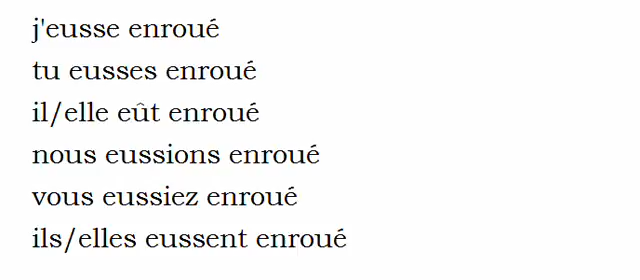 j'eusse enroué
tu eusses enroué
il/elle eût enroué
nous eussions enroué
vous eussiez enroué
ils/elles eussent enroué